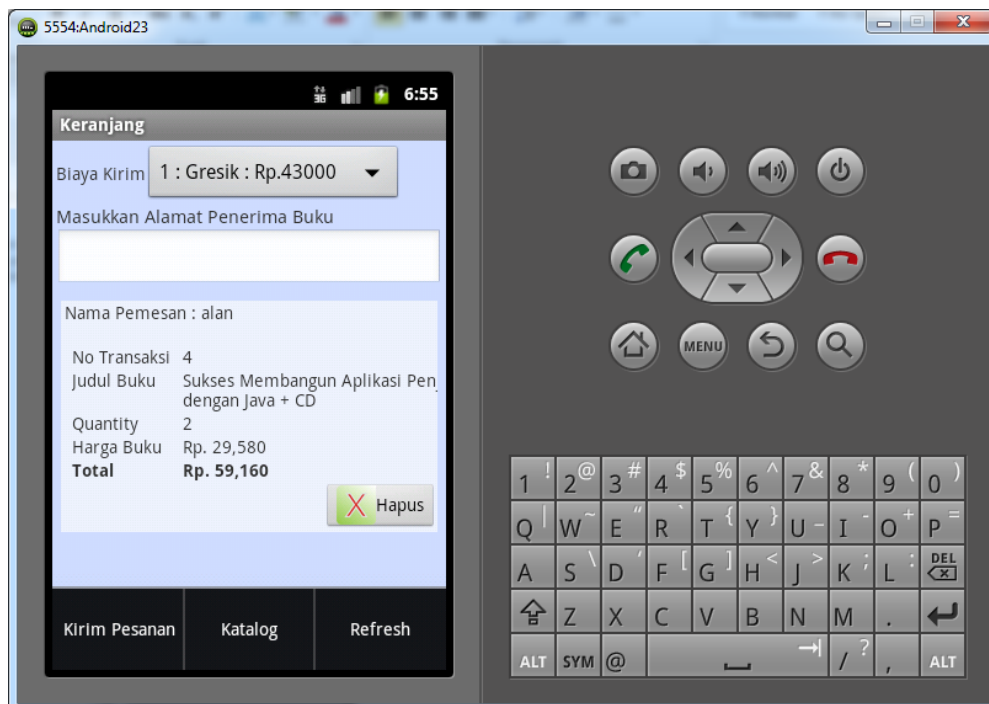 5554:Android23
3G 6:55
Keranjang
Biaya Kirim 1 : Gresik : Rp.43000
Masukkan Alamat Penerima Buku
Nama Pemesan : alan
No Transaksi 4
Judul Buku Sukses Membangun Aplikasi Penj
dengan Java + CD
Quantity 2
Harga Buku Rp. 29,580
Total Rp. 59,160
Hapus
Kirim Pesanan Katalog Refresh
MENU
1 ! 2 @ 3 # 4 $ 5 % 6 ^ 7 & 8 * 9 ( 0 )
Q | W ~ E " R ` T { Y } U _ I - O + P =
A S \ D ' F [ G ] H < J > K ; L : DEL
Z X C V B N M .
ALT SYM @ / ? , ALT